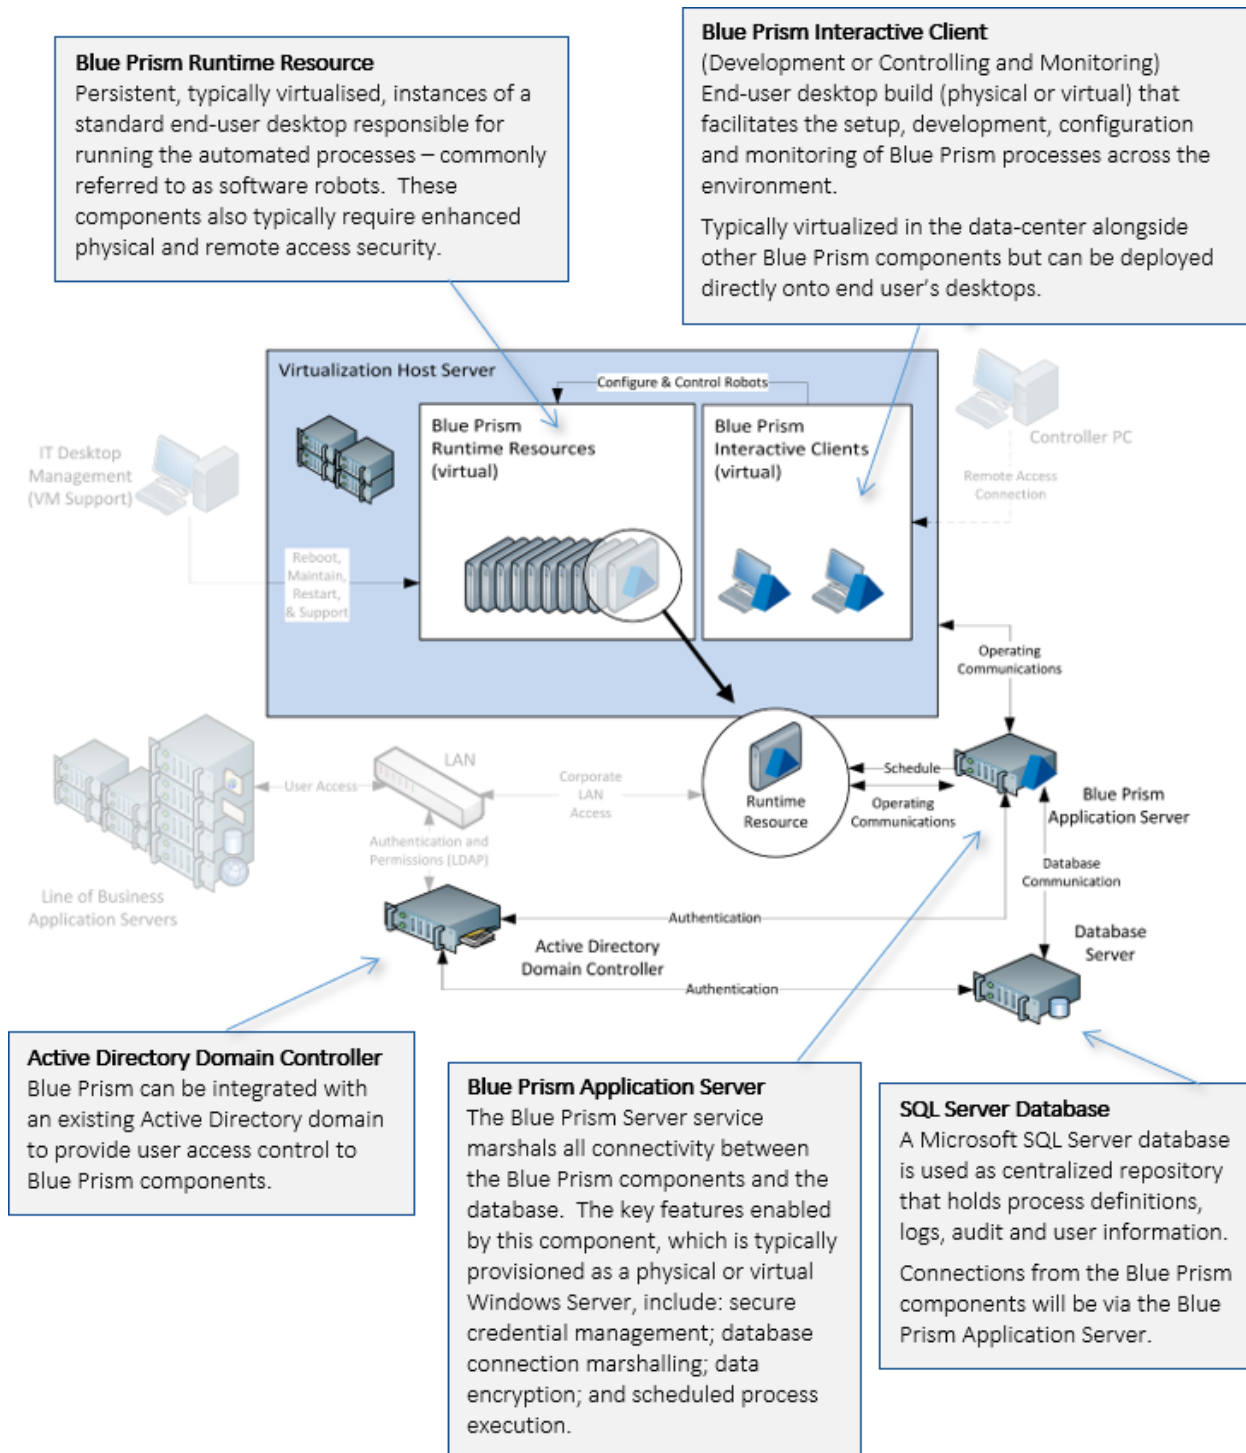 Blue Prism Runtime Resource
Persistent, typically virtualised, instances of a
standard end-user desktop responsible for
running the automated processes – commonly
referred to as software robots.  These
components also typically require enhanced
physical and remote access security.
Blue Prism Interactive Client
(Development or Controlling and Monitoring)
End-user desktop build (physical or virtual) that
facilitates the setup, development, configuration
and monitoring of Blue Prism processes across the
environment.
Typically virtualized in the data-center alongside
other Blue Prism components but can be deployed
directly onto end user's desktops.
Virtualization Host Server
Configure & Control Robots
Blue Prism
Runtime Resources
(virtual)
Blue Prism
Interactive Clients
(virtual)
Controller PC
Remote Access
Connection
IT Desktop
Management
(VM Support)
Reboot,
Maintain,
Restart,
& Support
Operating
Communications
LAN
User Access
Corporate
LAN
Access
Runtime
Resource
Schedule
Operating
Communications
Blue Prism
Application Server
Authentication and
Permissions (LDAP)
Line of Business
Application Servers
Database
Communication
Authentication
Active Directory
Domain Controller
Database
Server
Authentication
Active Directory Domain Controller
Blue Prism can be integrated with
an existing Active Directory domain
to provide user access control to
Blue Prism components.
Blue Prism Application Server
The Blue Prism Server service
marshals all connectivity between
the Blue Prism components and the
database.  The key features enabled
by this component, which is typically
provisioned as a physical or virtual
Windows Server, include: secure
credential management; database
connection marshalling; data
encryption; and scheduled process
execution.
SQL Server Database
A Microsoft SQL Server database
is used as centralized repository
that holds process definitions,
logs, audit and user information.
Connections from the Blue Prism
components will be via the Blue
Prism Application Server.